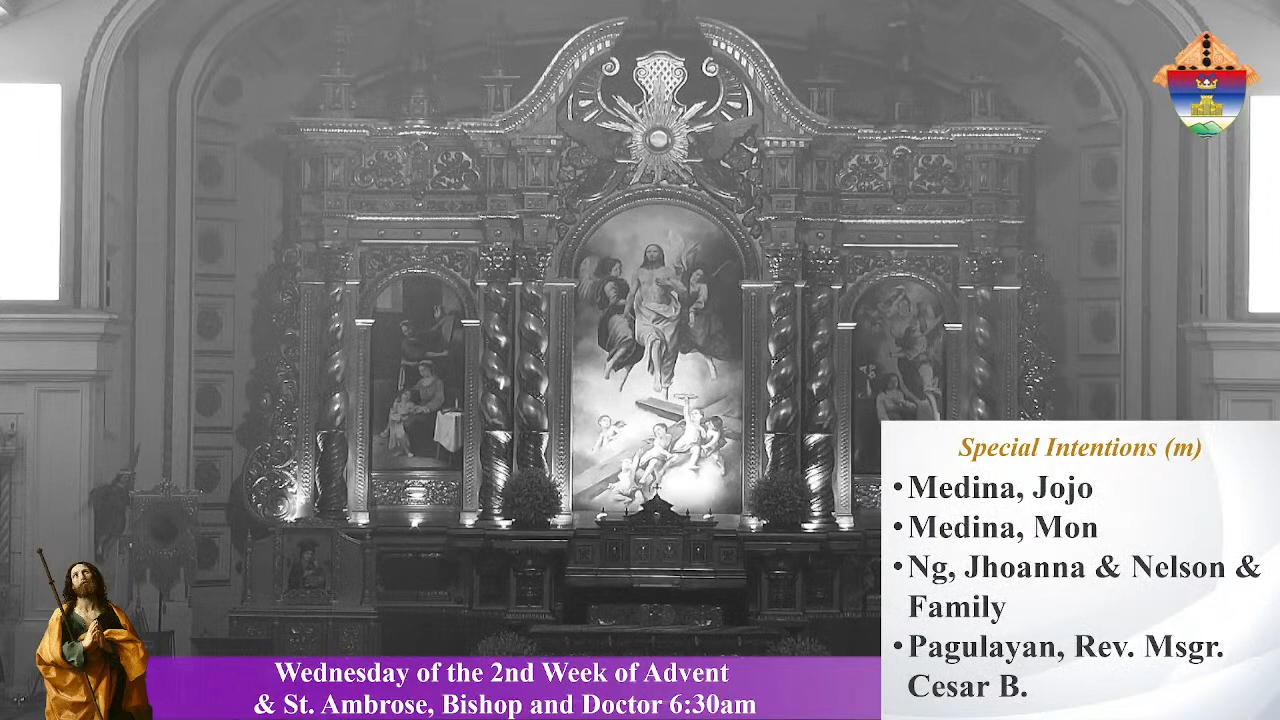 Special Intentions (m)
• Medina, Jojo
• Medina, Mon
• Ng, Jhoanna & Nelson &
Family
• Pagulayan, Rev. Msgr.
Cesar B.
Wednesday of the 2nd Week of Advent
& St. Ambrose, Bishop and Doctor 6:30am